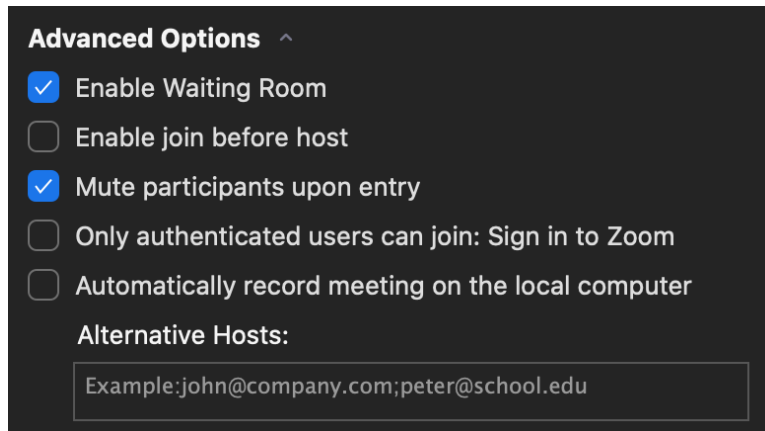 Advanced Options
Enable Waiting Room
Enable join before host
Mute participants upon entry
Only authenticated users can join: Sign in to Zoom
Automatically record meeting on the local computer
Alternative Hosts:
Example:john@company.com;peter@school.edu